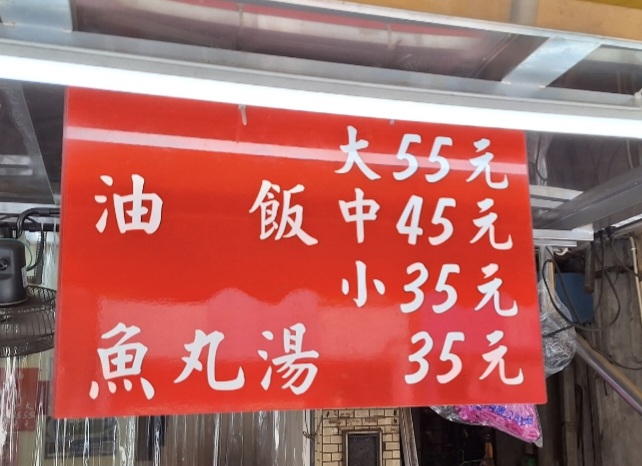 大55元
油 飯 中45元
小35元
魚丸湯 35元